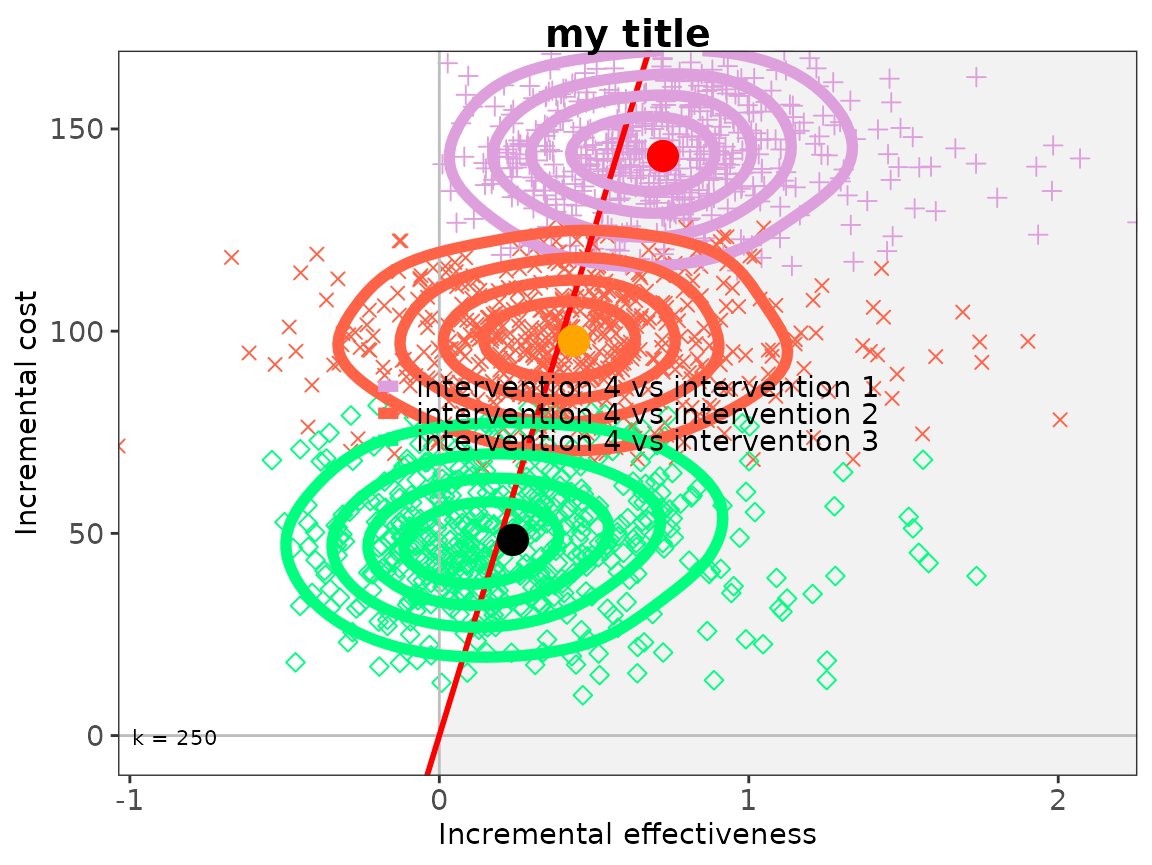 my title
150
100
50
0
Incremental cost
intervention 4 vs intervention 1
intervention 4 vs intervention 2
intervention 4 vs intervention 3
k = 250
-1
0
1
2
Incremental effectiveness